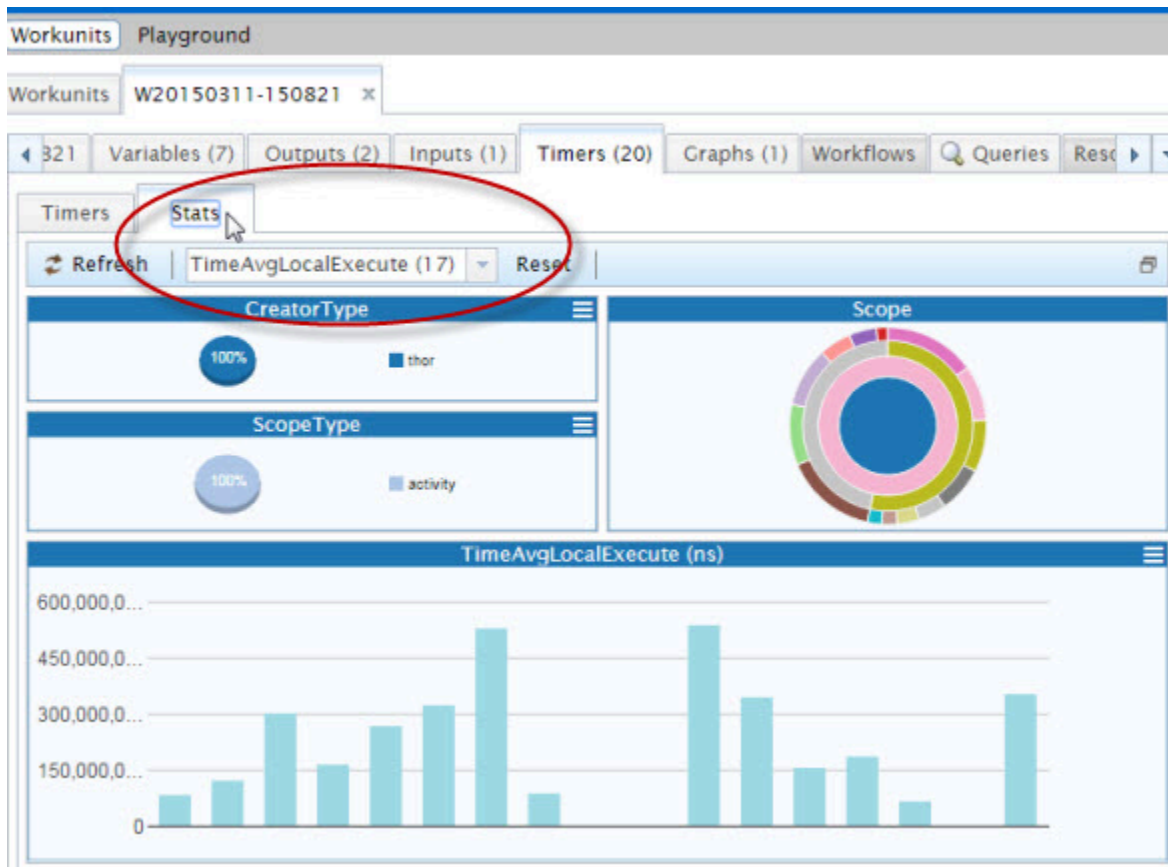 Workunits Playground
Workunits W20150311-150821 ×
321 Variables (7) Outputs (2) Inputs (1) Timers (20) Graphs (1) Workflows Queries Reso
Timers Stats
Refresh TimeAvgLocalExecute (17) Reset
CreatorType
100% thor
Scope
ScopeType
100% activity
TimeAvgLocalExecute (ns)
600,000,0...
450,000,0...
300,000,0...
150,000,0...
0